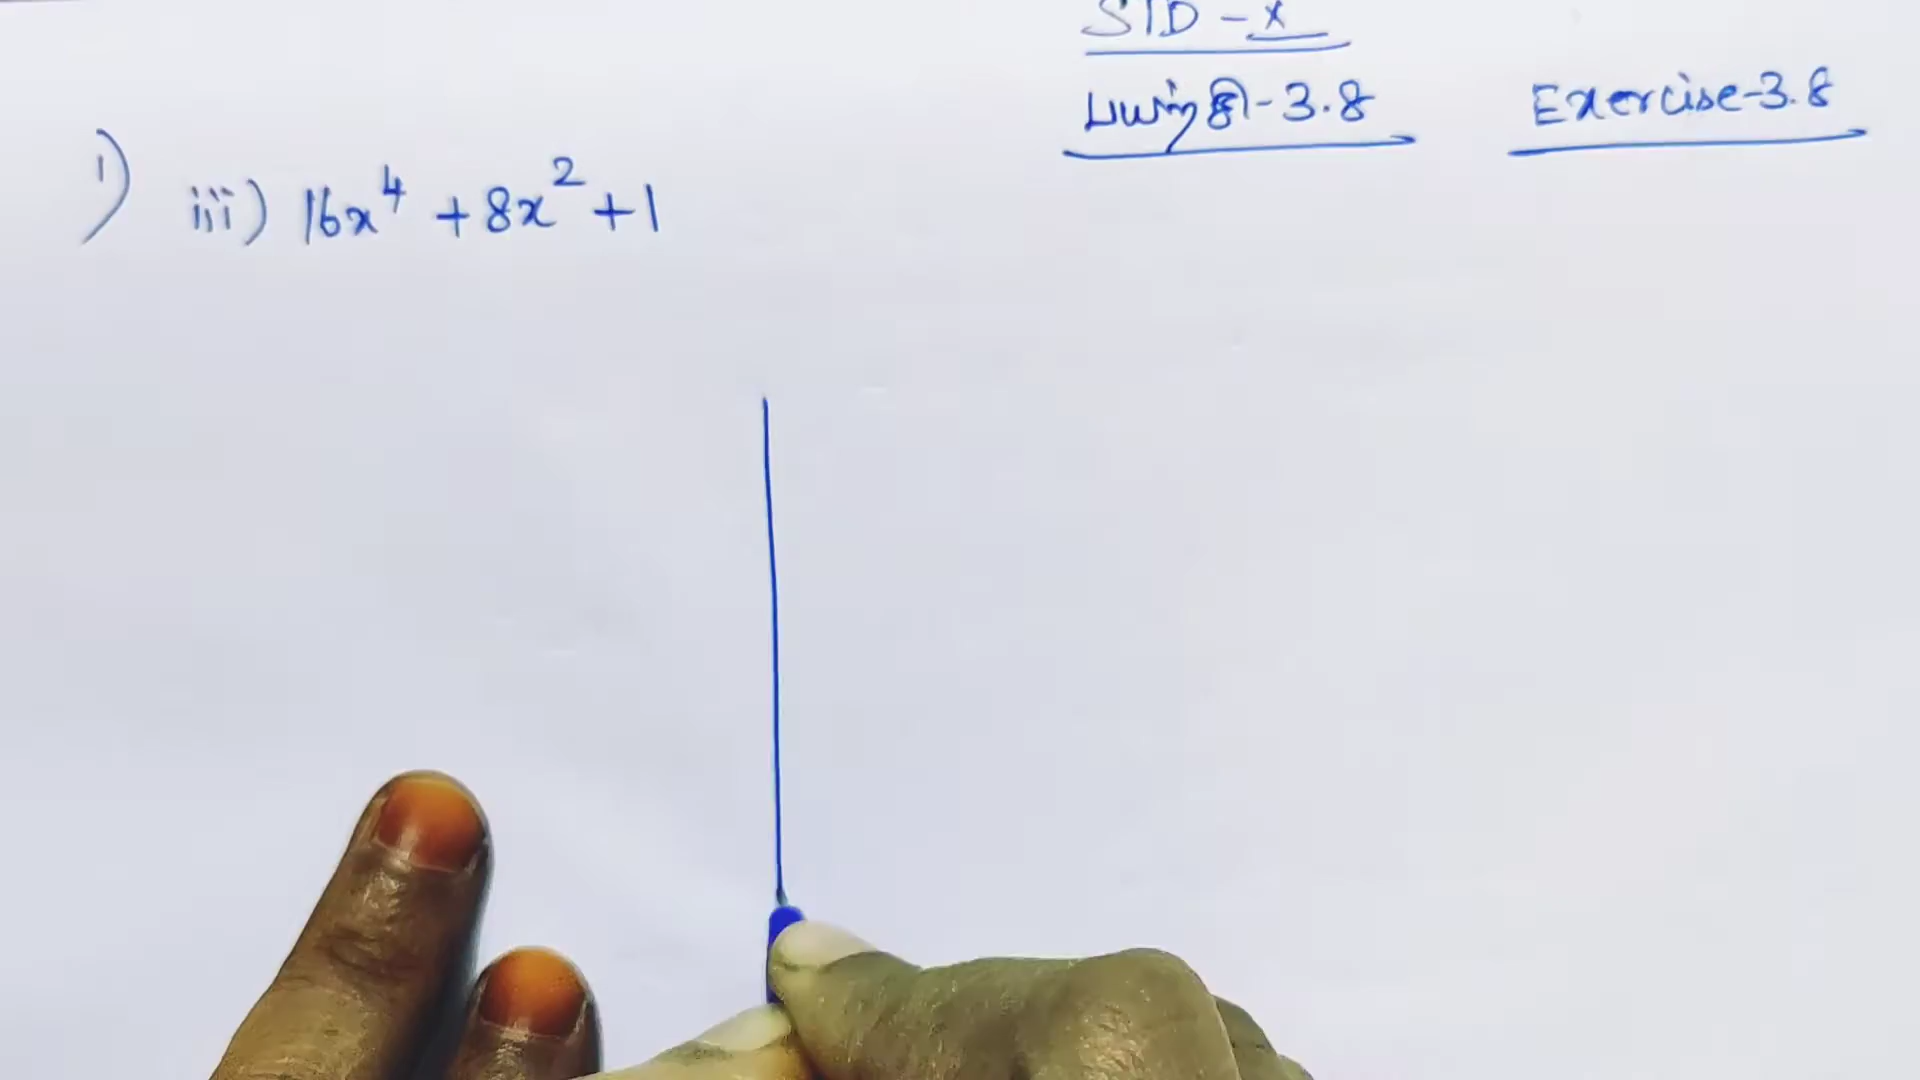 STD - X
பயிற்சி - 3.8 Exercise-3.8
1) iii) 16x⁴ + 8x² + 1